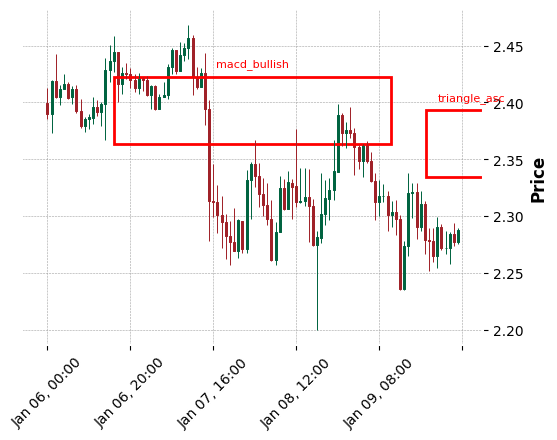 macd_bullish
triangle_asc
2.45
2.40
2.35
2.30
2.25
2.20
Price
Jan 06, 00:00
Jan 06, 20:00
Jan 07, 16:00
Jan 08, 12:00
Jan 09, 08:00